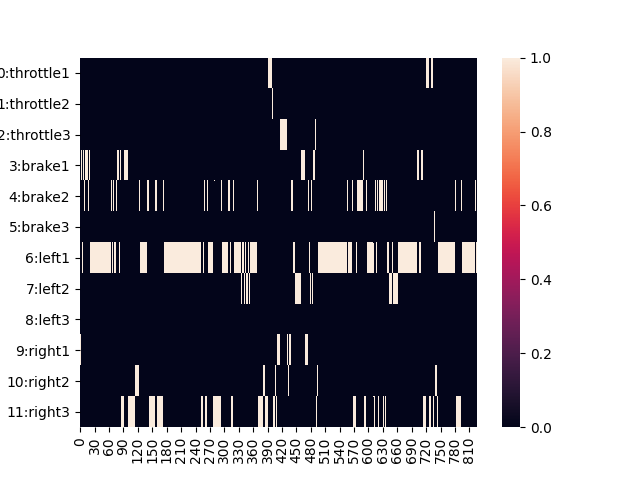 0:throttle1
1:throttle2
2:throttle3
3:brake1
4:brake2
5:brake3
6:left1
7:left2
8:left3
9:right1
10:right2
11:right3
0 30 60 90 120 150 180 210 240 270 300 330 360 390 420 450 480 510 540 570 600 630 660 690 720 750 780 810
1.0
0.8
0.6
0.4
0.2
0.0